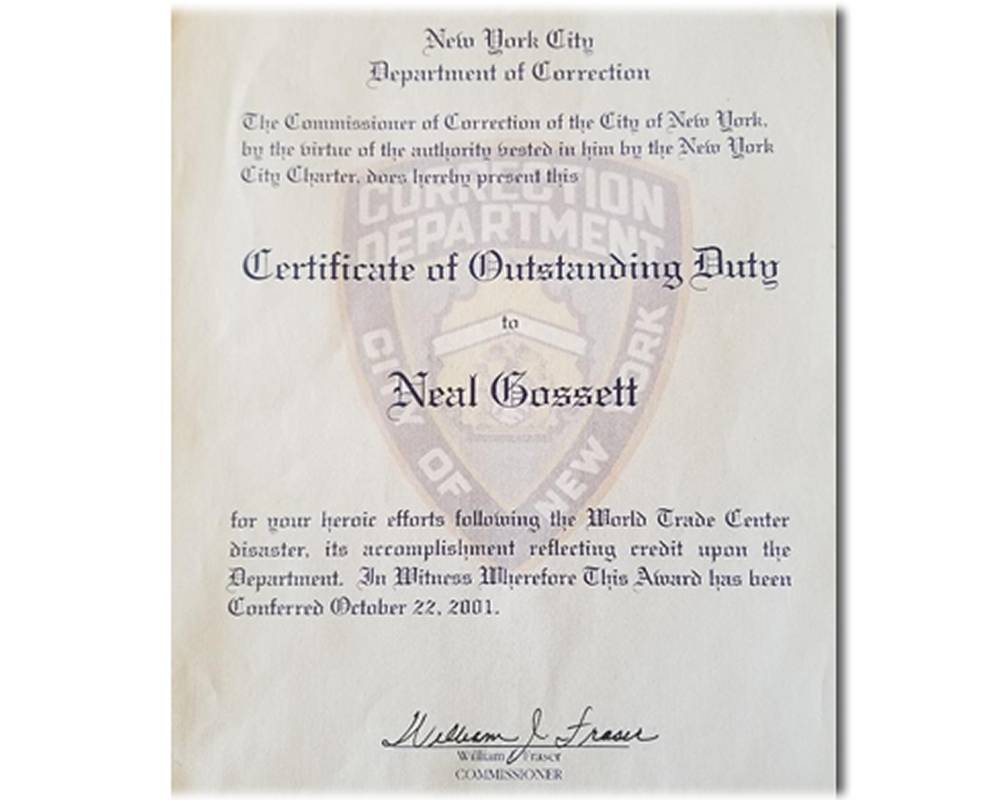 New York City
Department of Correction
The Commissioner of Correction of the City of New York,
by the virtue of the authority vested in him by the New York
City Charter, does hereby present this
CORRECTION
DEPARTMENT
CITY OF NEW YORK
Certificate of Outstanding Duty
to
Neal Gossett
for your heroic efforts following the World Trade Center
disaster, its accomplishment reflecting credit upon the
Department. In Witness Wherefore This Award has been
Conferred October 22, 2001.
William J Fraser
William J Fraser
COMMISSIONER